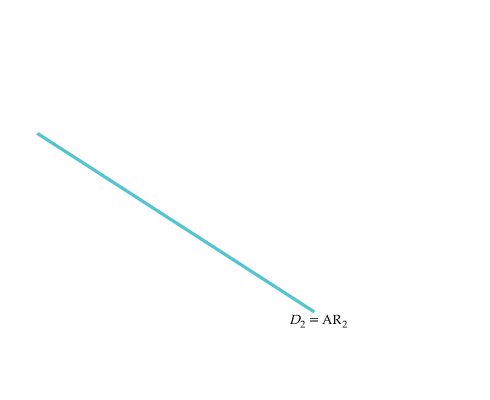 D₂ = AR₂